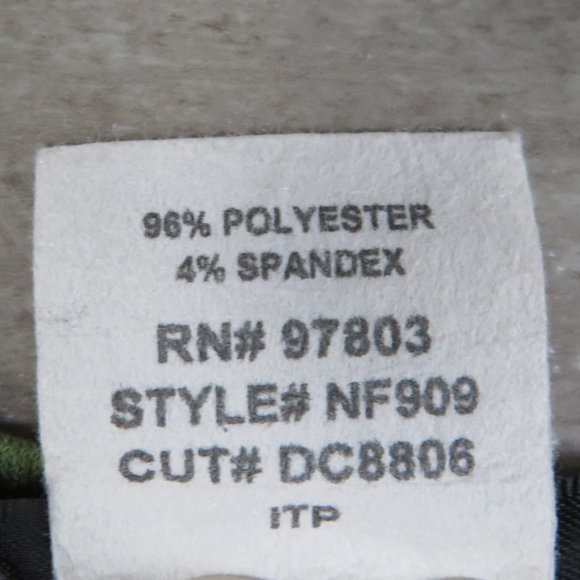 96% POLYESTER
4% SPANDEX
RN# 97803
STYLE# NF909
CUT# DC8806
ITP